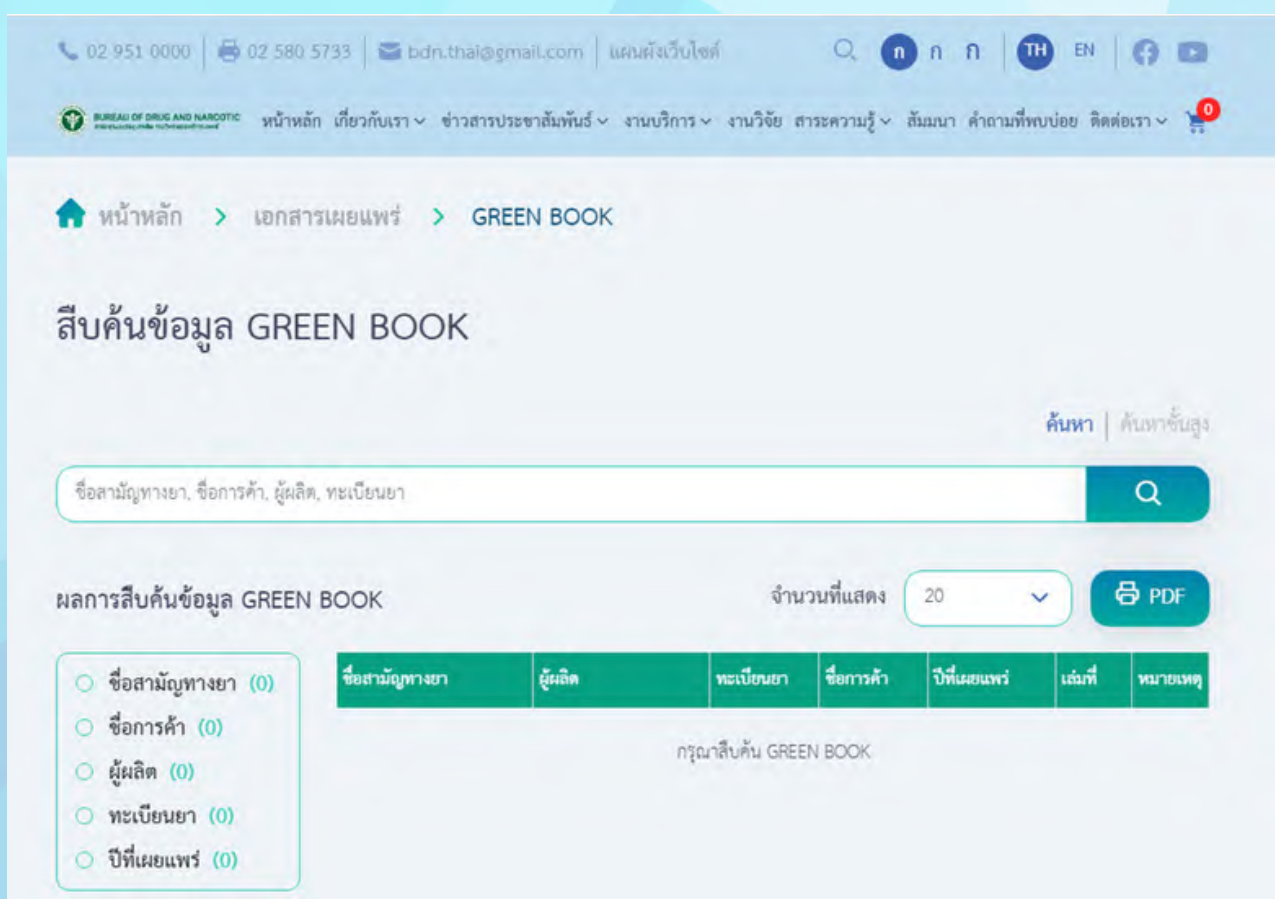 02 951 0000 | 02 580 5733 | bdn.thai@gmail.com | แผนผังเว็บไซต์ ก ก ก TH EN
BUREAU OF DRUG AND NARCOTIC หน้าหลัก เกี่ยวกับเรา ข่าวสารประชาสัมพันธ์ งานบริการ งานวิจัย สาระความรู้ สัมมนา คำถามที่พบบ่อย ติดต่อเรา 0
หน้าหลัก > เอกสารเผยแพร่ > GREEN BOOK
สืบค้นข้อมูล GREEN BOOK
ค้นหา | ค้นหาขั้นสูง
ชื่อสามัญทางยา, ชื่อการค้า, ผู้ผลิต, ทะเบียนยา
ผลการสืบค้นข้อมูล GREEN BOOK จำนวนที่แสดง 20 PDF
ชื่อสามัญทางยา ผู้ผลิต ทะเบียนยา ชื่อการค้า ปีที่เผยแพร่ เล่มที่ หมายเหตุ
กรุณาสืบค้น GREEN BOOK
ชื่อสามัญทางยา (0)
ชื่อการค้า (0)
ผู้ผลิต (0)
ทะเบียนยา (0)
ปีที่เผยแพร่ (0)